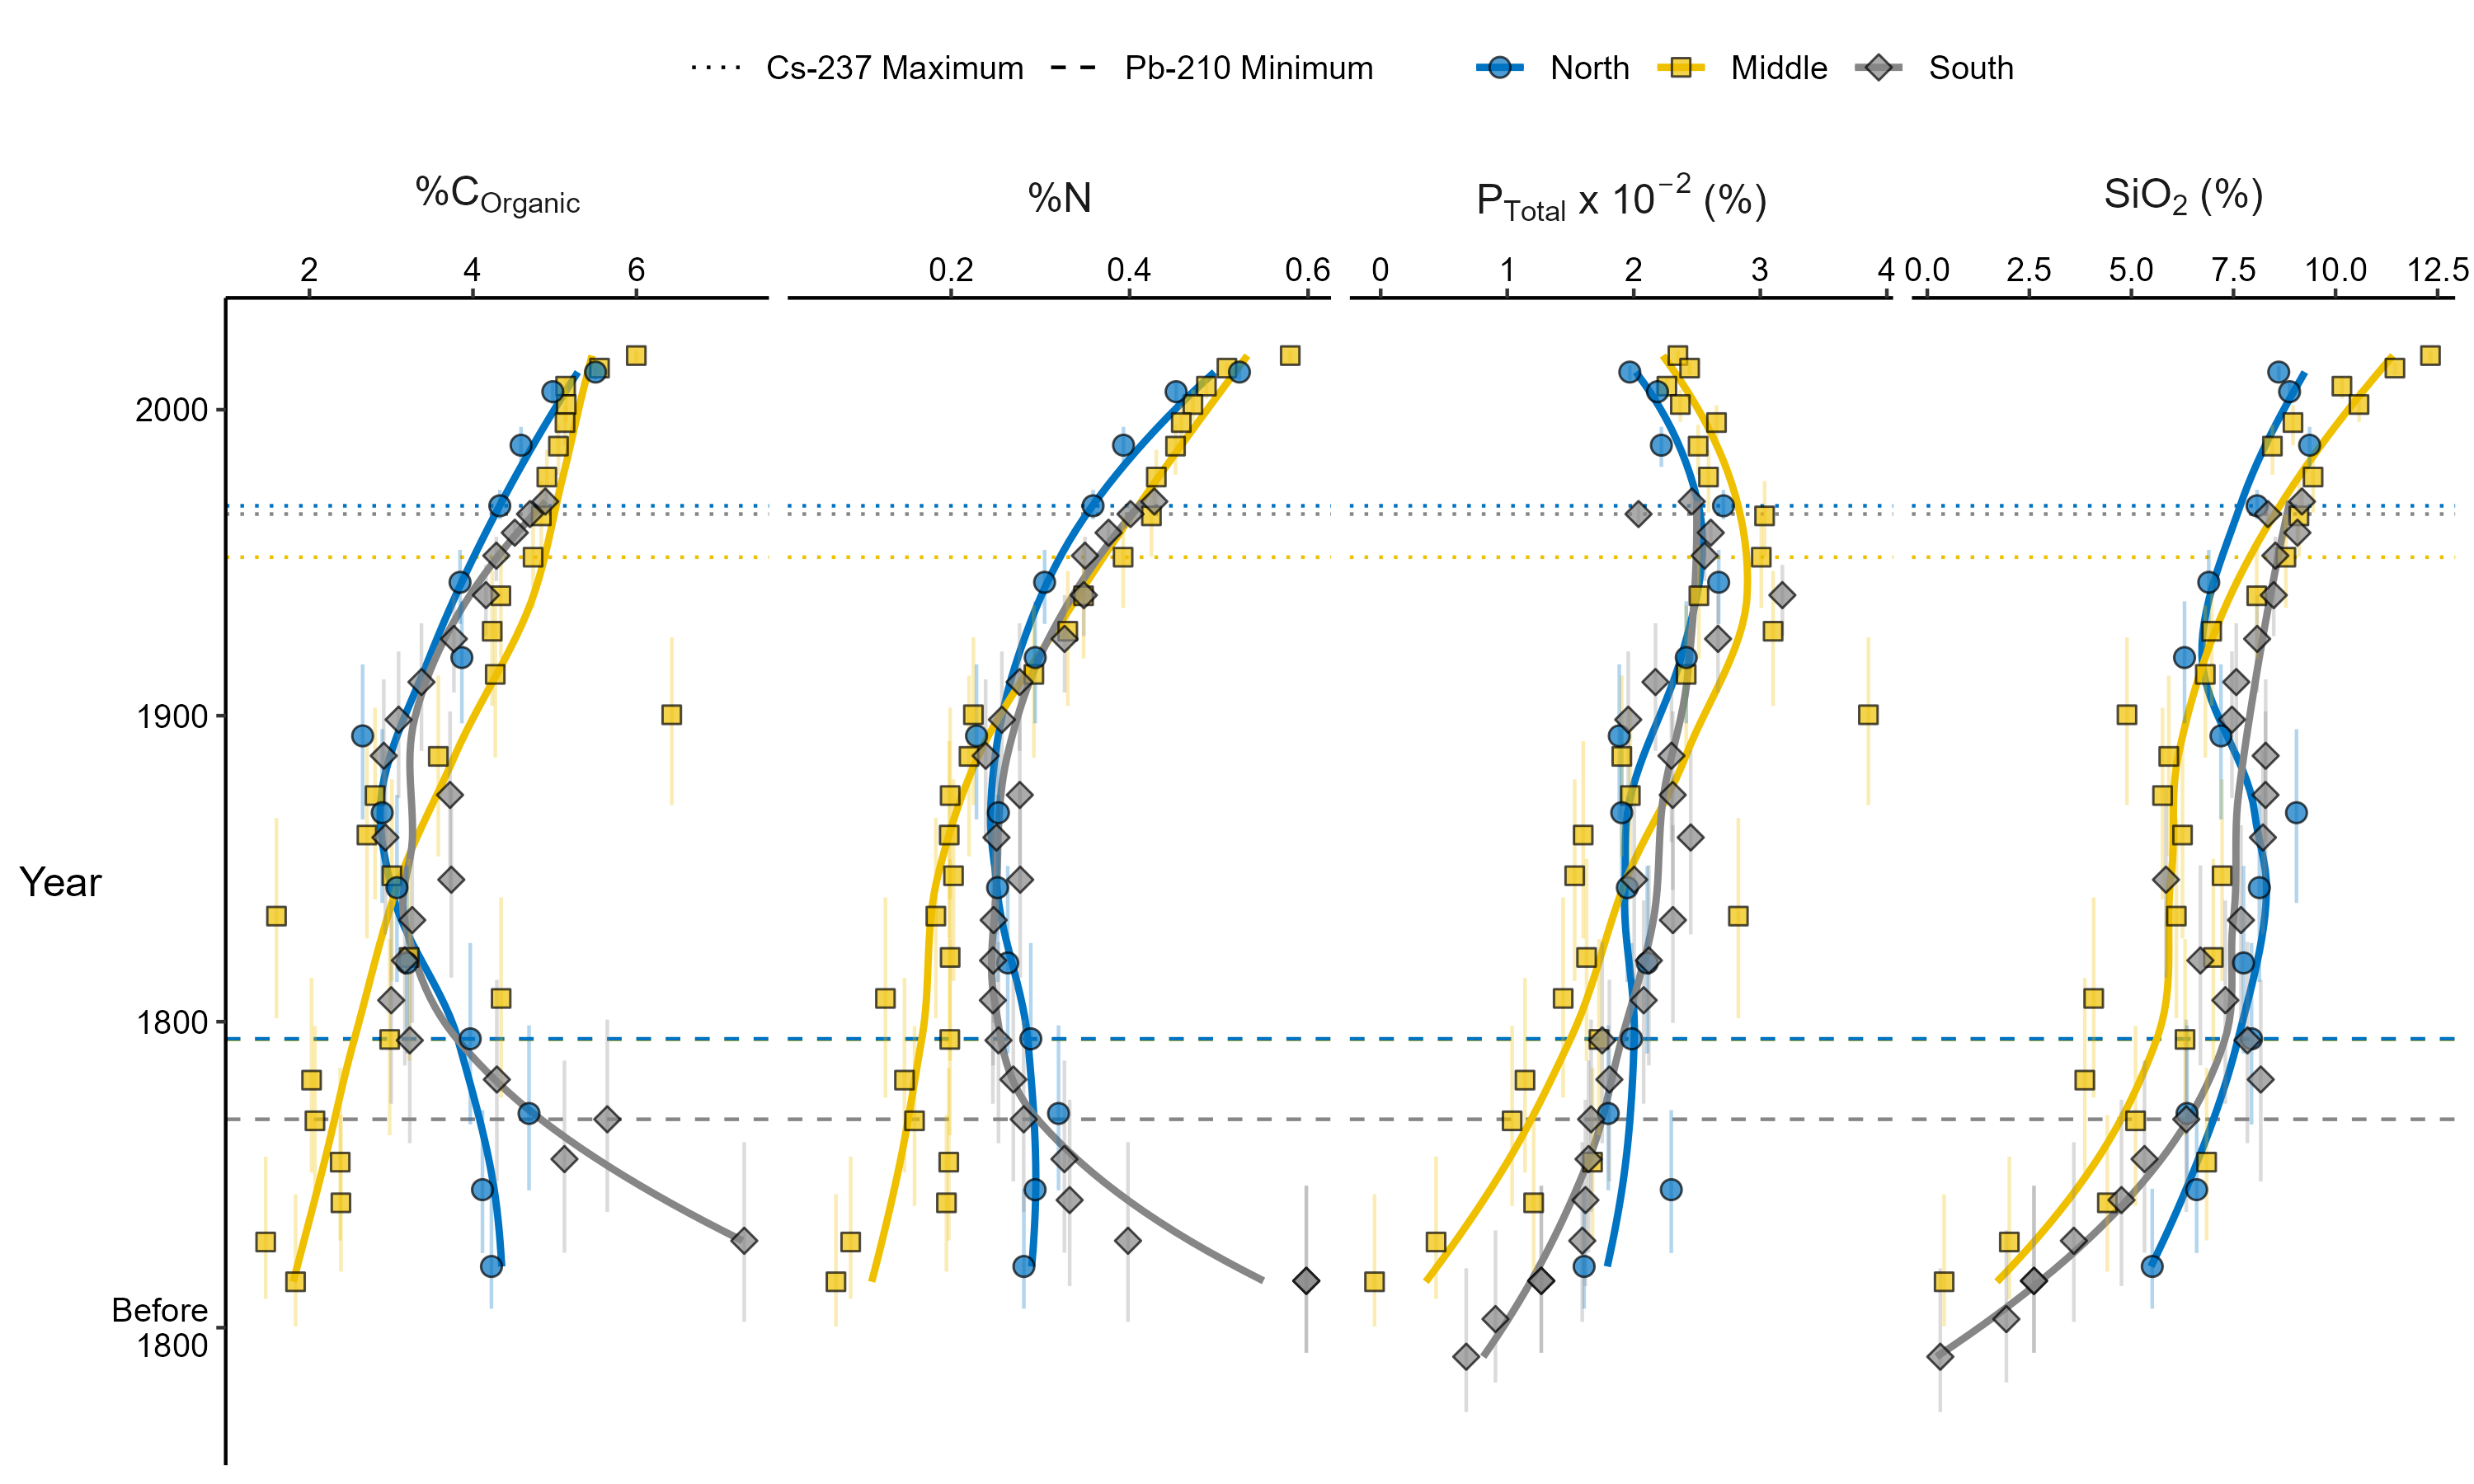 Cs-237 Maximum Pb-210 Minimum North Middle South
%C Organic %N P Total x 10⁻² (%) SiO₂ (%)
2 4 6 0.2 0.4 0.6 0 1 2 3 4 0.0 2.5 5.0 7.5 10.0 12.5
2000
1900
Year
1800
Before
1800